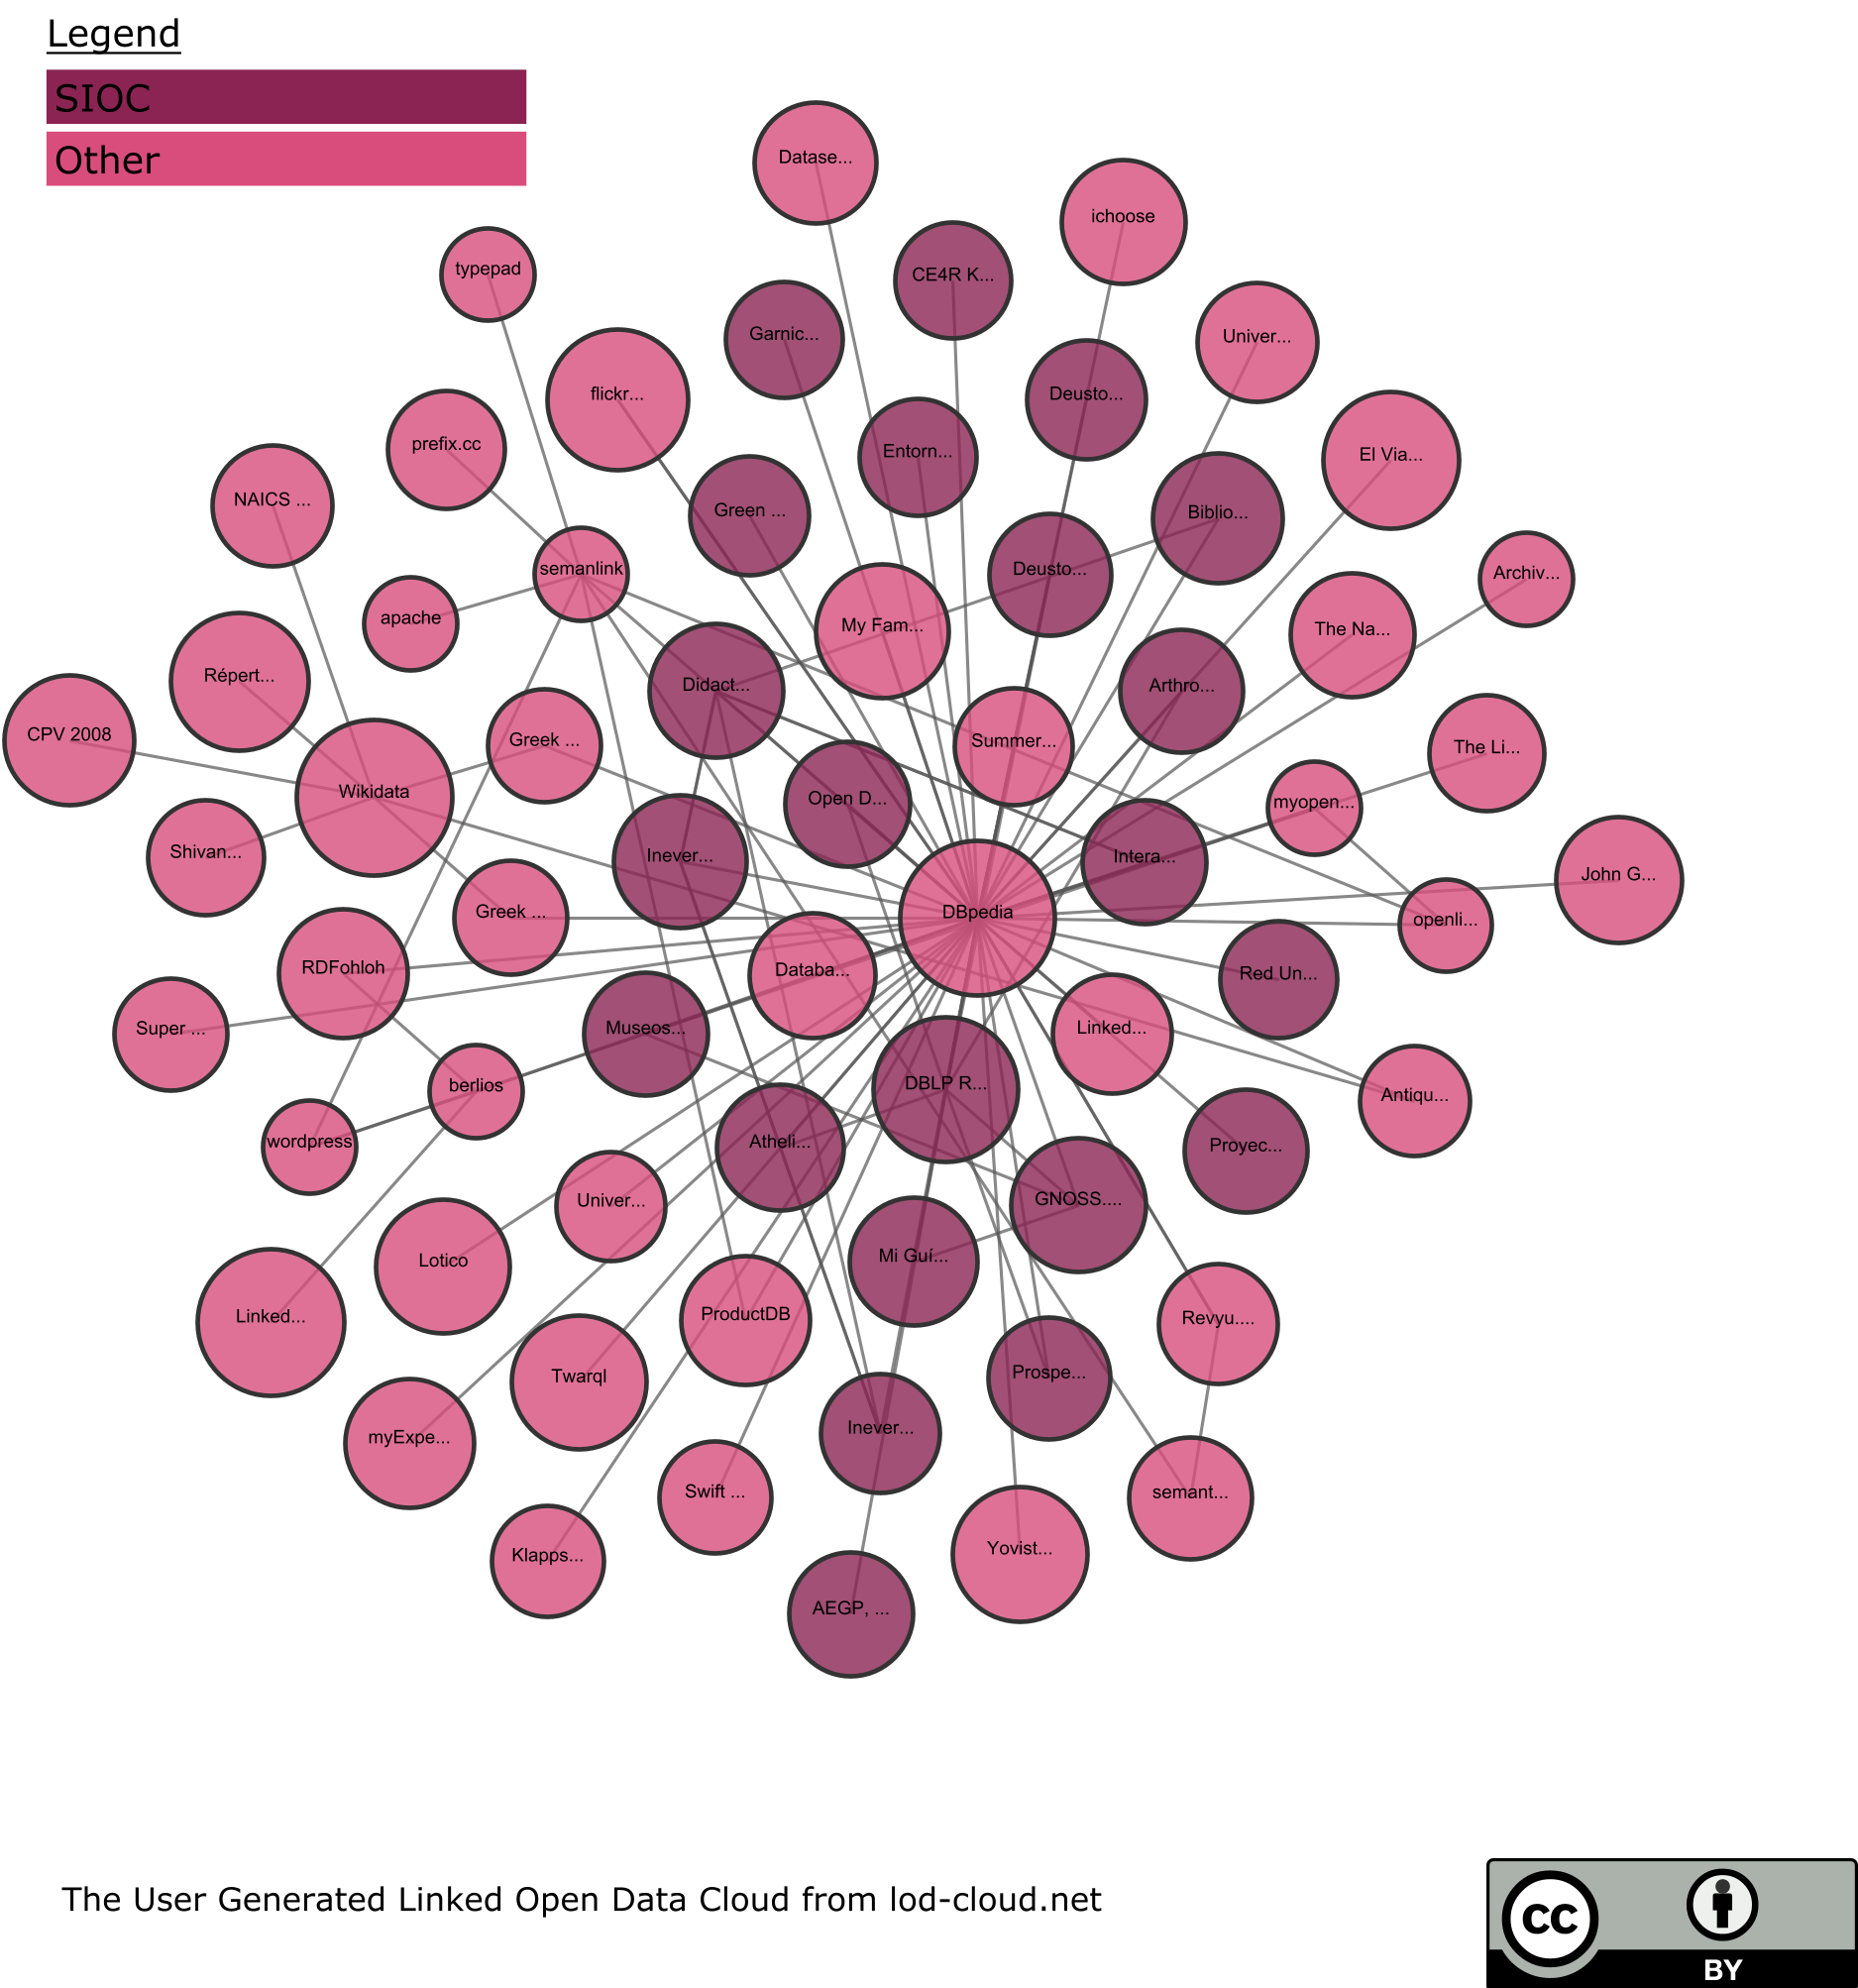 Legend
SIOC
Other
Datase...
ichoose
typepad
CE4R K...
Garnic...
Univer...
flickr...
Deusto...
prefix.cc
Entorn...
El Via...
NAICS ...
Green ...
Biblio...
semanlink
Deusto...
Archiv...
apache
My Fam...
The Na...
Répert...
Didact...
Arthro...
CPV 2008
Greek ...
Summer...
The Li...
Wikidata
Open D...
myopen...
Shivan...
Inever...
Intera...
John G...
Greek ...
DBpedia
openli...
RDFohloh
Databa...
Red Un...
Super ...
Museos...
Linked...
berlios
DBLP R...
Antiqu...
wordpress
Atheli...
Proyec...
Univer...
GNOSS....
Lotico
Mi Guí...
Linked...
ProductDB
Revyu....
Twarql
Prospe...
myExpe...
Inever...
Swift ...
semant...
Klapps...
Yovist...
AEGP, ...
The User Generated Linked Open Data Cloud from lod-cloud.net
cc
BY